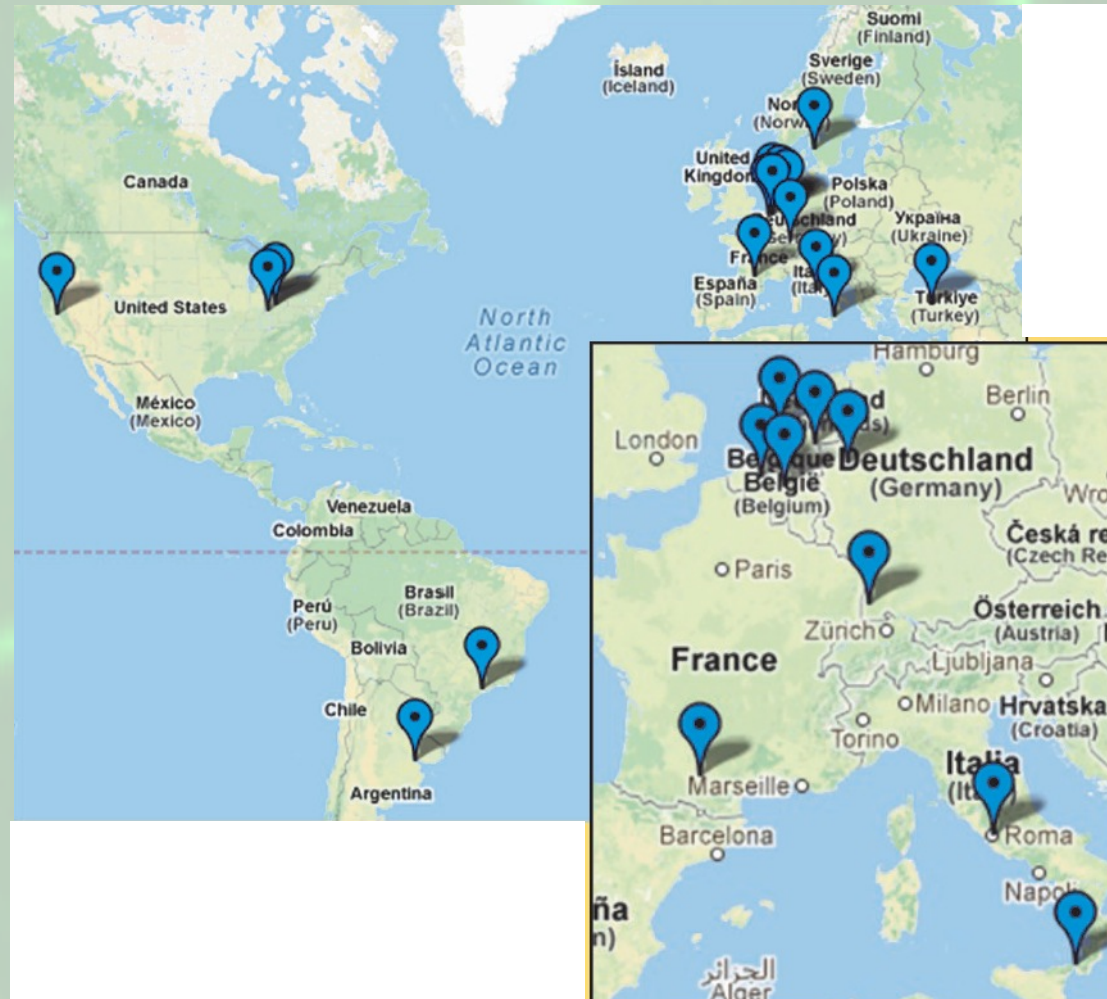 Suomi
(Finland)
Ísland
(Iceland)
Sverige
(Sweden)
Canada
United
Polska
(Poland)
Україна
(Ukraine)
United States
España
(Spain)
Türkiye
(Turkey)
North
Atlantic
Ocean
México
(Mexico)
Venezuela
Colombia
Perú
(Peru)
Brasil
(Brazil)
Bolivia
Chile
Argentina
Hamburg
Berlin
London
Deutschland
(Germany)
België
(Belgium)
Česká re
(Czech Re
Paris
Österreich
(Austria)
Zürich
Ljubljana
France
Milano
Hrvatska
(Croatia)
Torino
Italia
Marseille
Barcelona
Roma
ña
n)
الجزائر
Alger